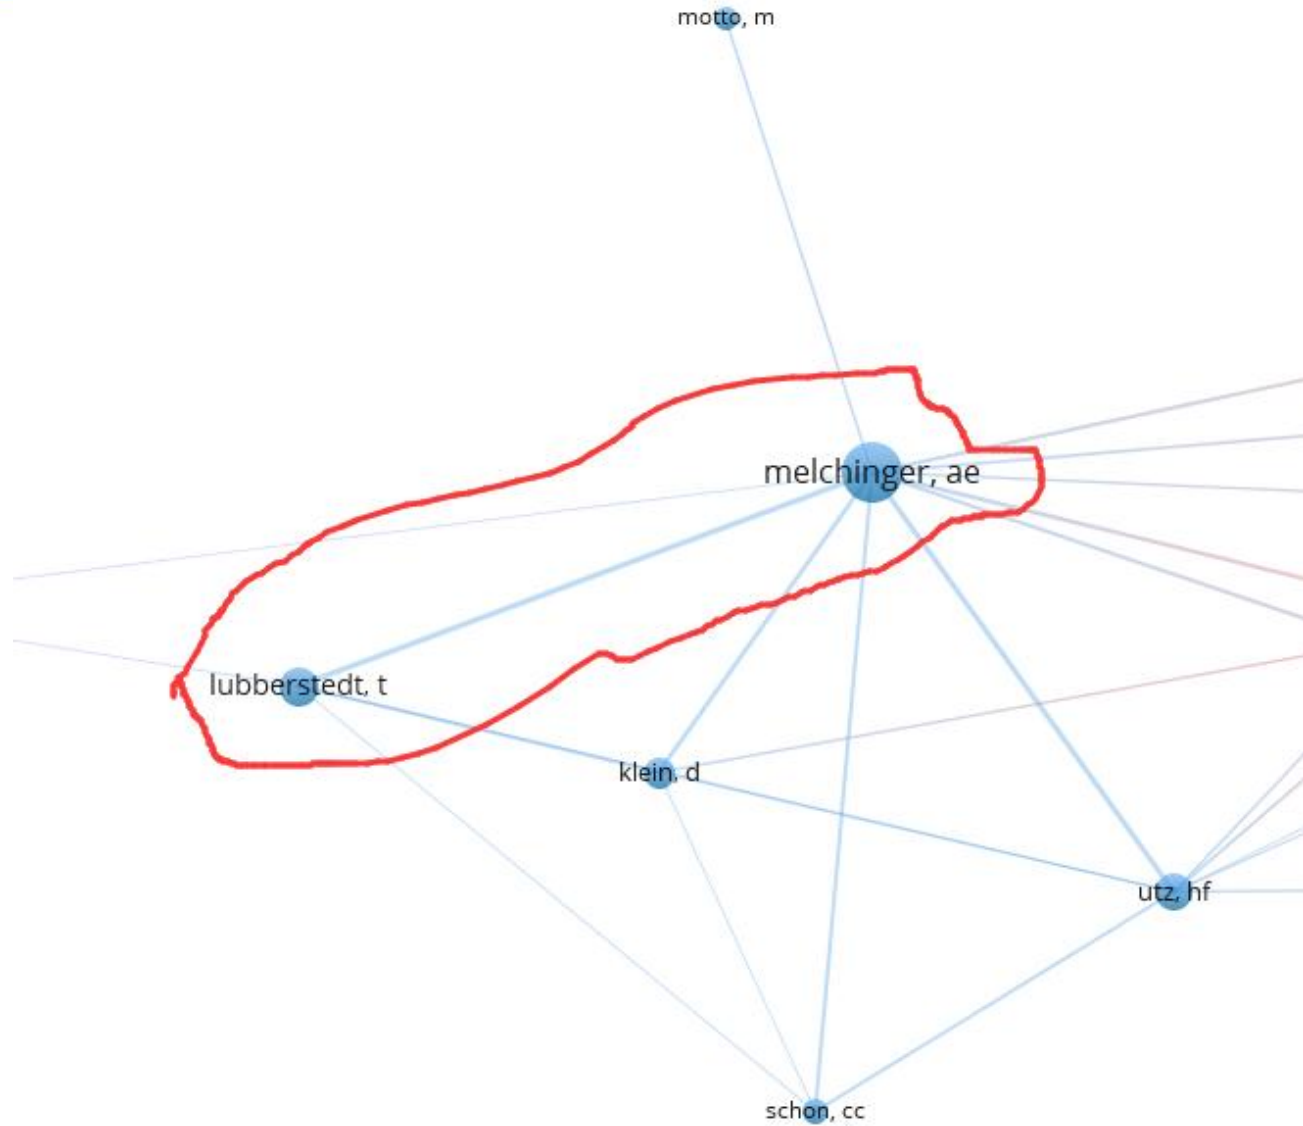 motto, m
melchinger, ae
lubberstedt, t
klein, d
utz, hf
schon, cc